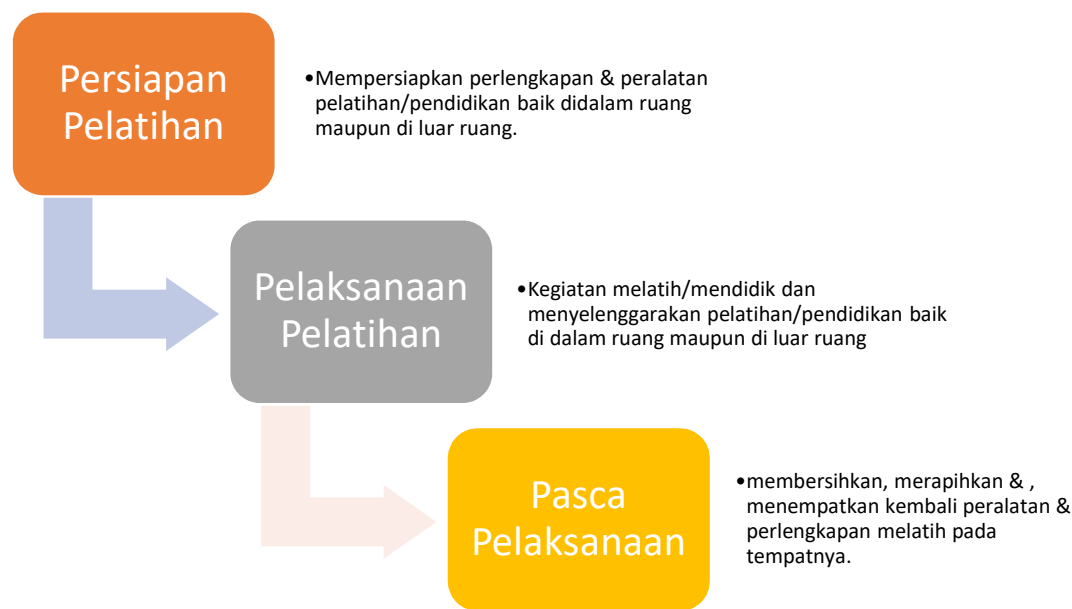 Persiapan
Pelatihan
•Mempersiapkan perlengkapan & peralatan
pelatihan/pendidikan baik didalam ruang
maupun di luar ruang.
Pelaksanaan
Pelatihan
•Kegiatan melatih/mendidik dan
menyelenggarakan pelatihan/pendidikan baik
di dalam ruang maupun di luar ruang
Pasca
Pelaksanaan
•membersihkan, merapihkan & ,
menempatkan kembali peralatan &
perlengkapan melatih pada
tempatnya.